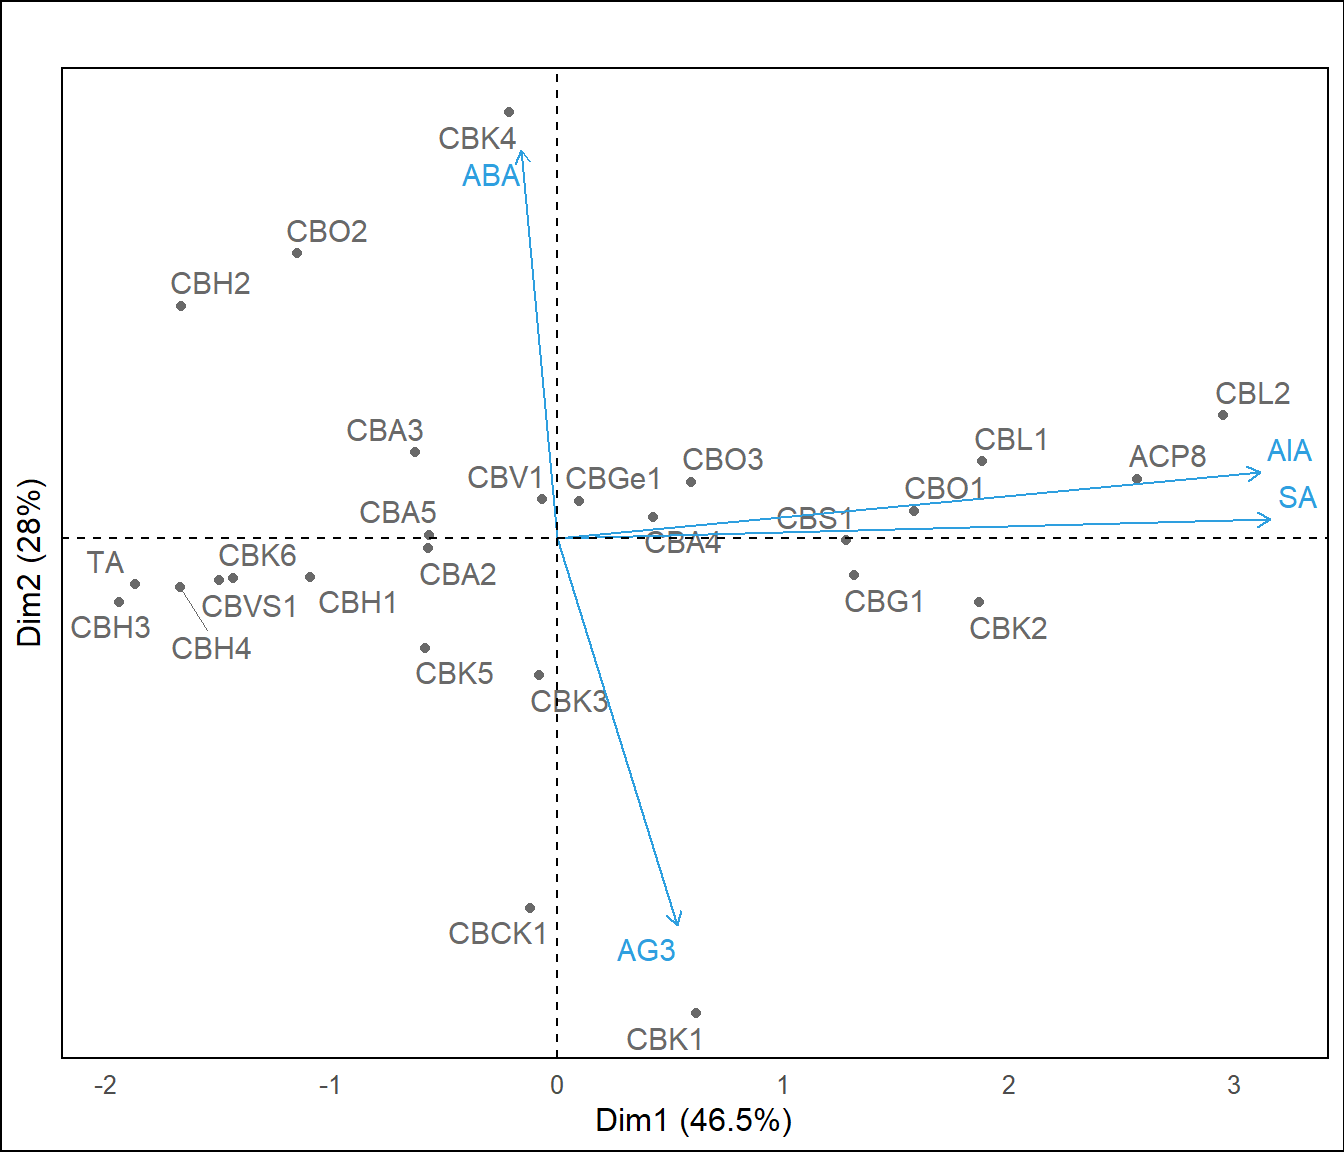 CBK4
ABA
CBO2
CBH2
CBL2
CBA3
CBL1
AIA
CBO3
ACP8
CBV1
CBGe1
CBO1
SA
CBA5
CBS1
CBA4
TA
CBK6
CBA2
CBVS1
CBH1
CBG1
CBH3
CBK2
CBH4
CBK5
CBK3
CBCK1
AG3
CBK1
Dim2 (28%)
-2 -1 0 1 2 3
Dim1 (46.5%)